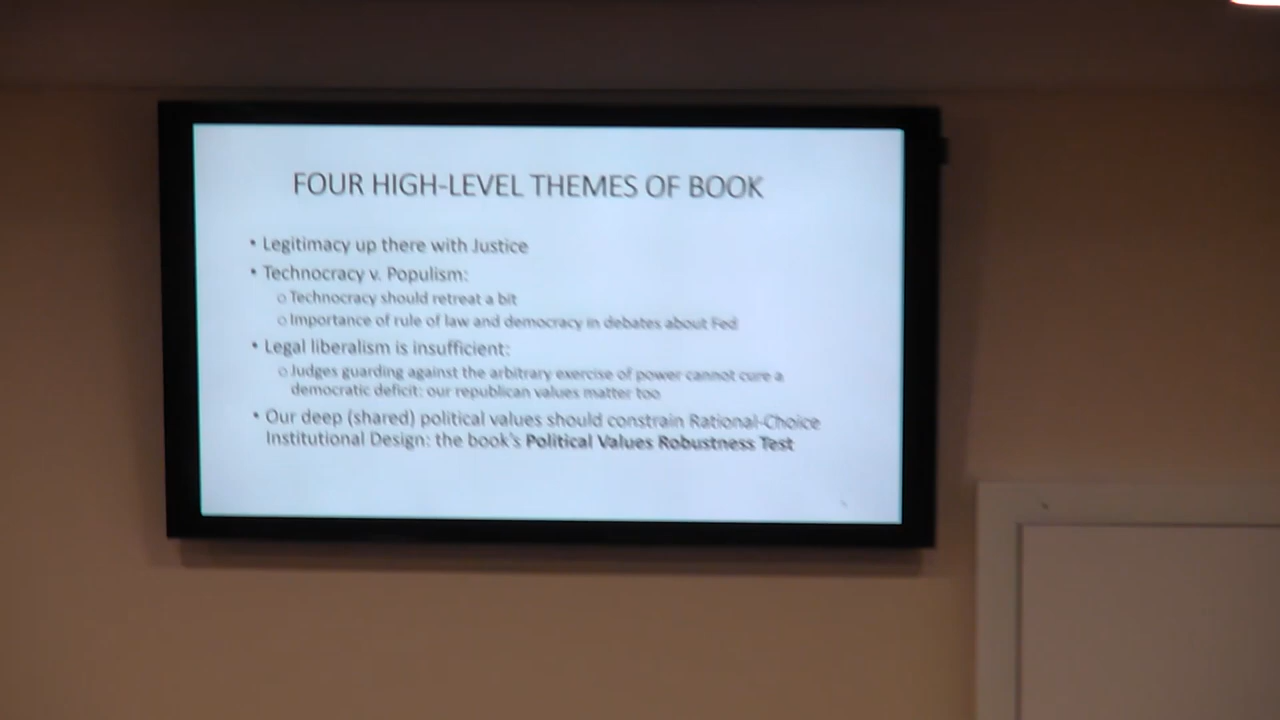 FOUR HIGH-LEVEL THEMES OF BOOK
• Legitimacy up there with Justice
• Technocracy v. Populism:
o Technocracy should retreat a bit
o Importance of rule of law and democracy in debates about Fed
• Legal liberalism is insufficient:
o Judges guarding against the arbitrary exercise of power cannot cure a
democratic deficit: our republican values matter too
• Our deep (shared) political values should constrain Rational-Choice
Institutional Design: the book's Political Values Robustness Test